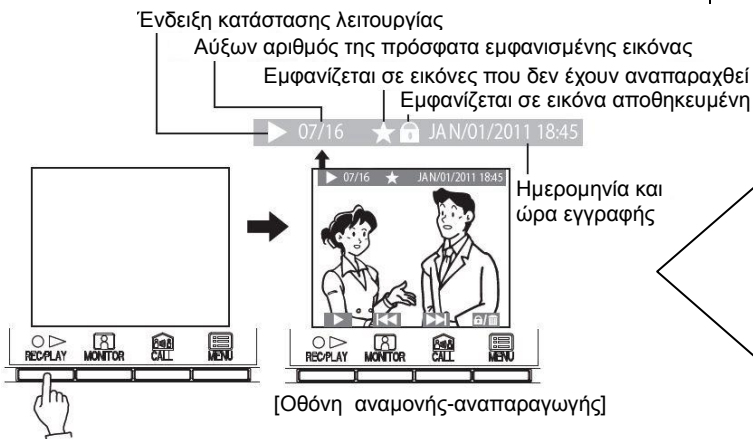 Ένδειξη κατάστασης λειτουργίας
Αύξων αριθμός της πρόσφατα εμφανισμένης εικόνας
Εμφανίζεται σε εικόνες που δεν έχουν αναπαραχθεί
Εμφανίζεται σε εικόνα αποθηκευμένη
07/16 JAN/01/2011 18:45
07/16 JAN/01/2011 18:45
Ημερομηνία και
ώρα εγγραφής
REC/PLAY MONITOR CALL MENU
REC/PLAY MONITOR CALL MENU
[Οθόνη αναμονής-αναπαραγωγής]